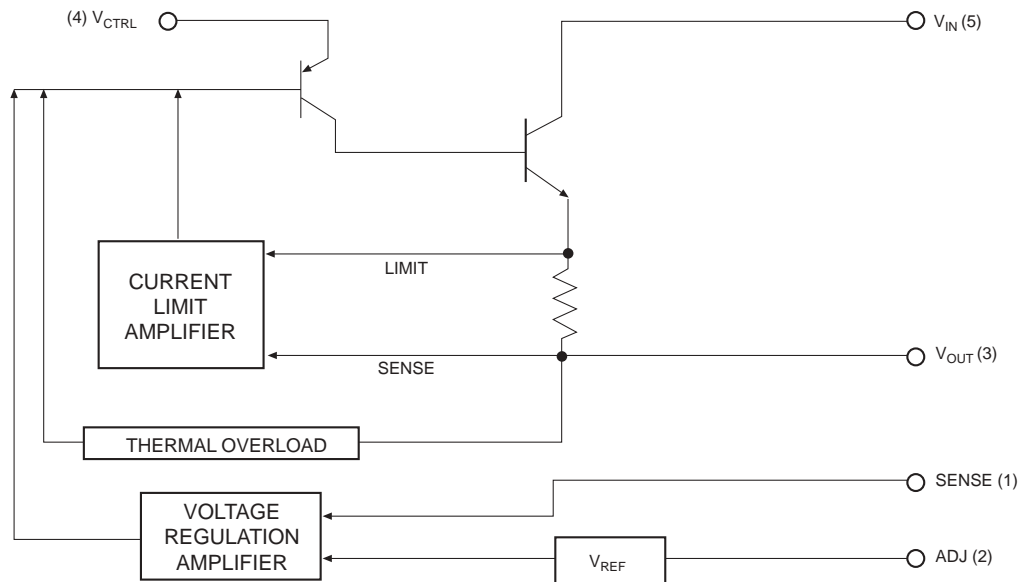 (4) VCTRL
VIN (5)
LIMIT
CURRENT
LIMIT
AMPLIFIER
SENSE
VOUT (3)
THERMAL OVERLOAD
SENSE (1)
VOLTAGE
REGULATION
AMPLIFIER
VREF
ADJ (2)